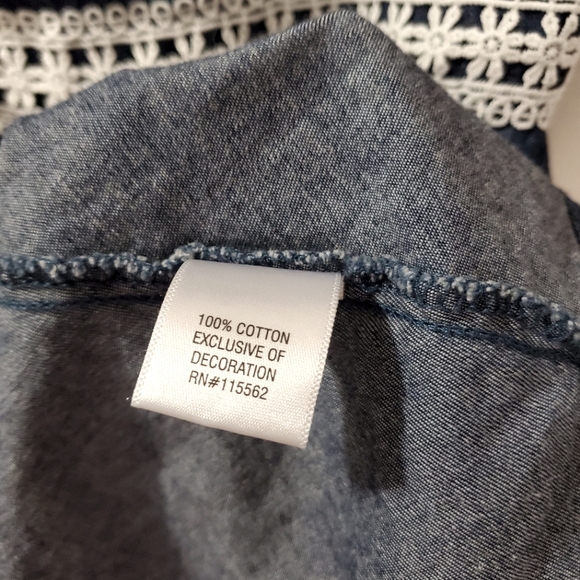 100% COTTON
EXCLUSIVE OF
DECORATION
RN#115562